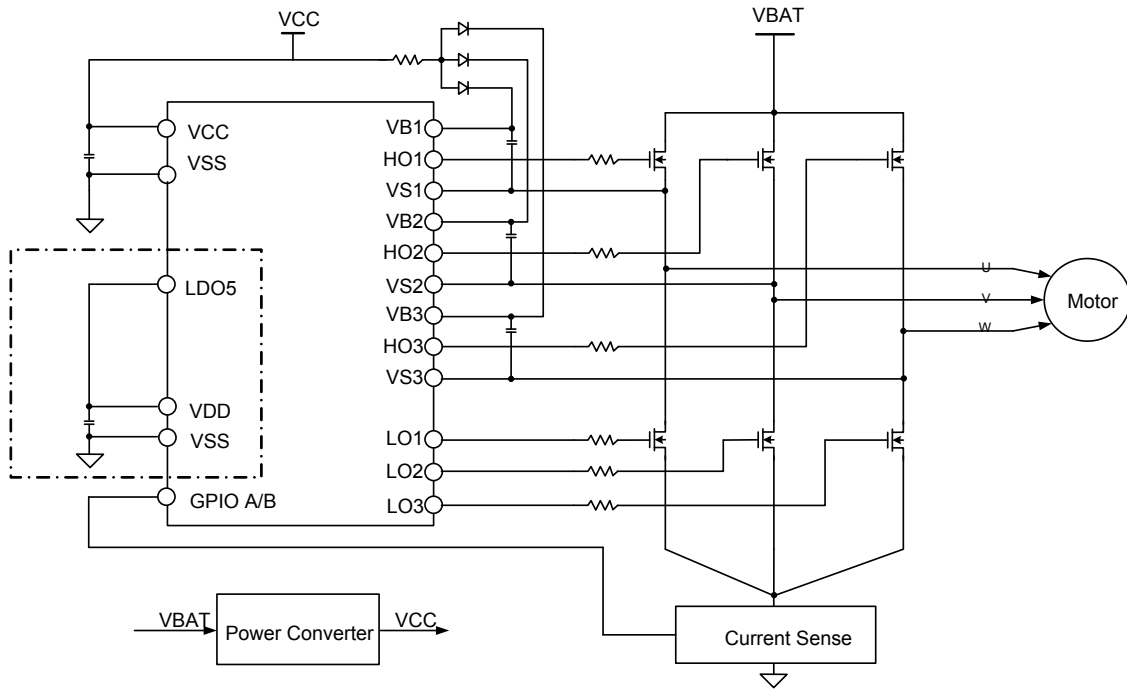 VCC
VBAT
VCC
VSS
LDO5
VDD
VSS
GPIO A/B
VB1
HO1
VS1
VB2
HO2
VS2
VB3
HO3
VS3
LO1
LO2
LO3
U
V
W
Motor
VBAT
Power Converter
VCC
Current Sense